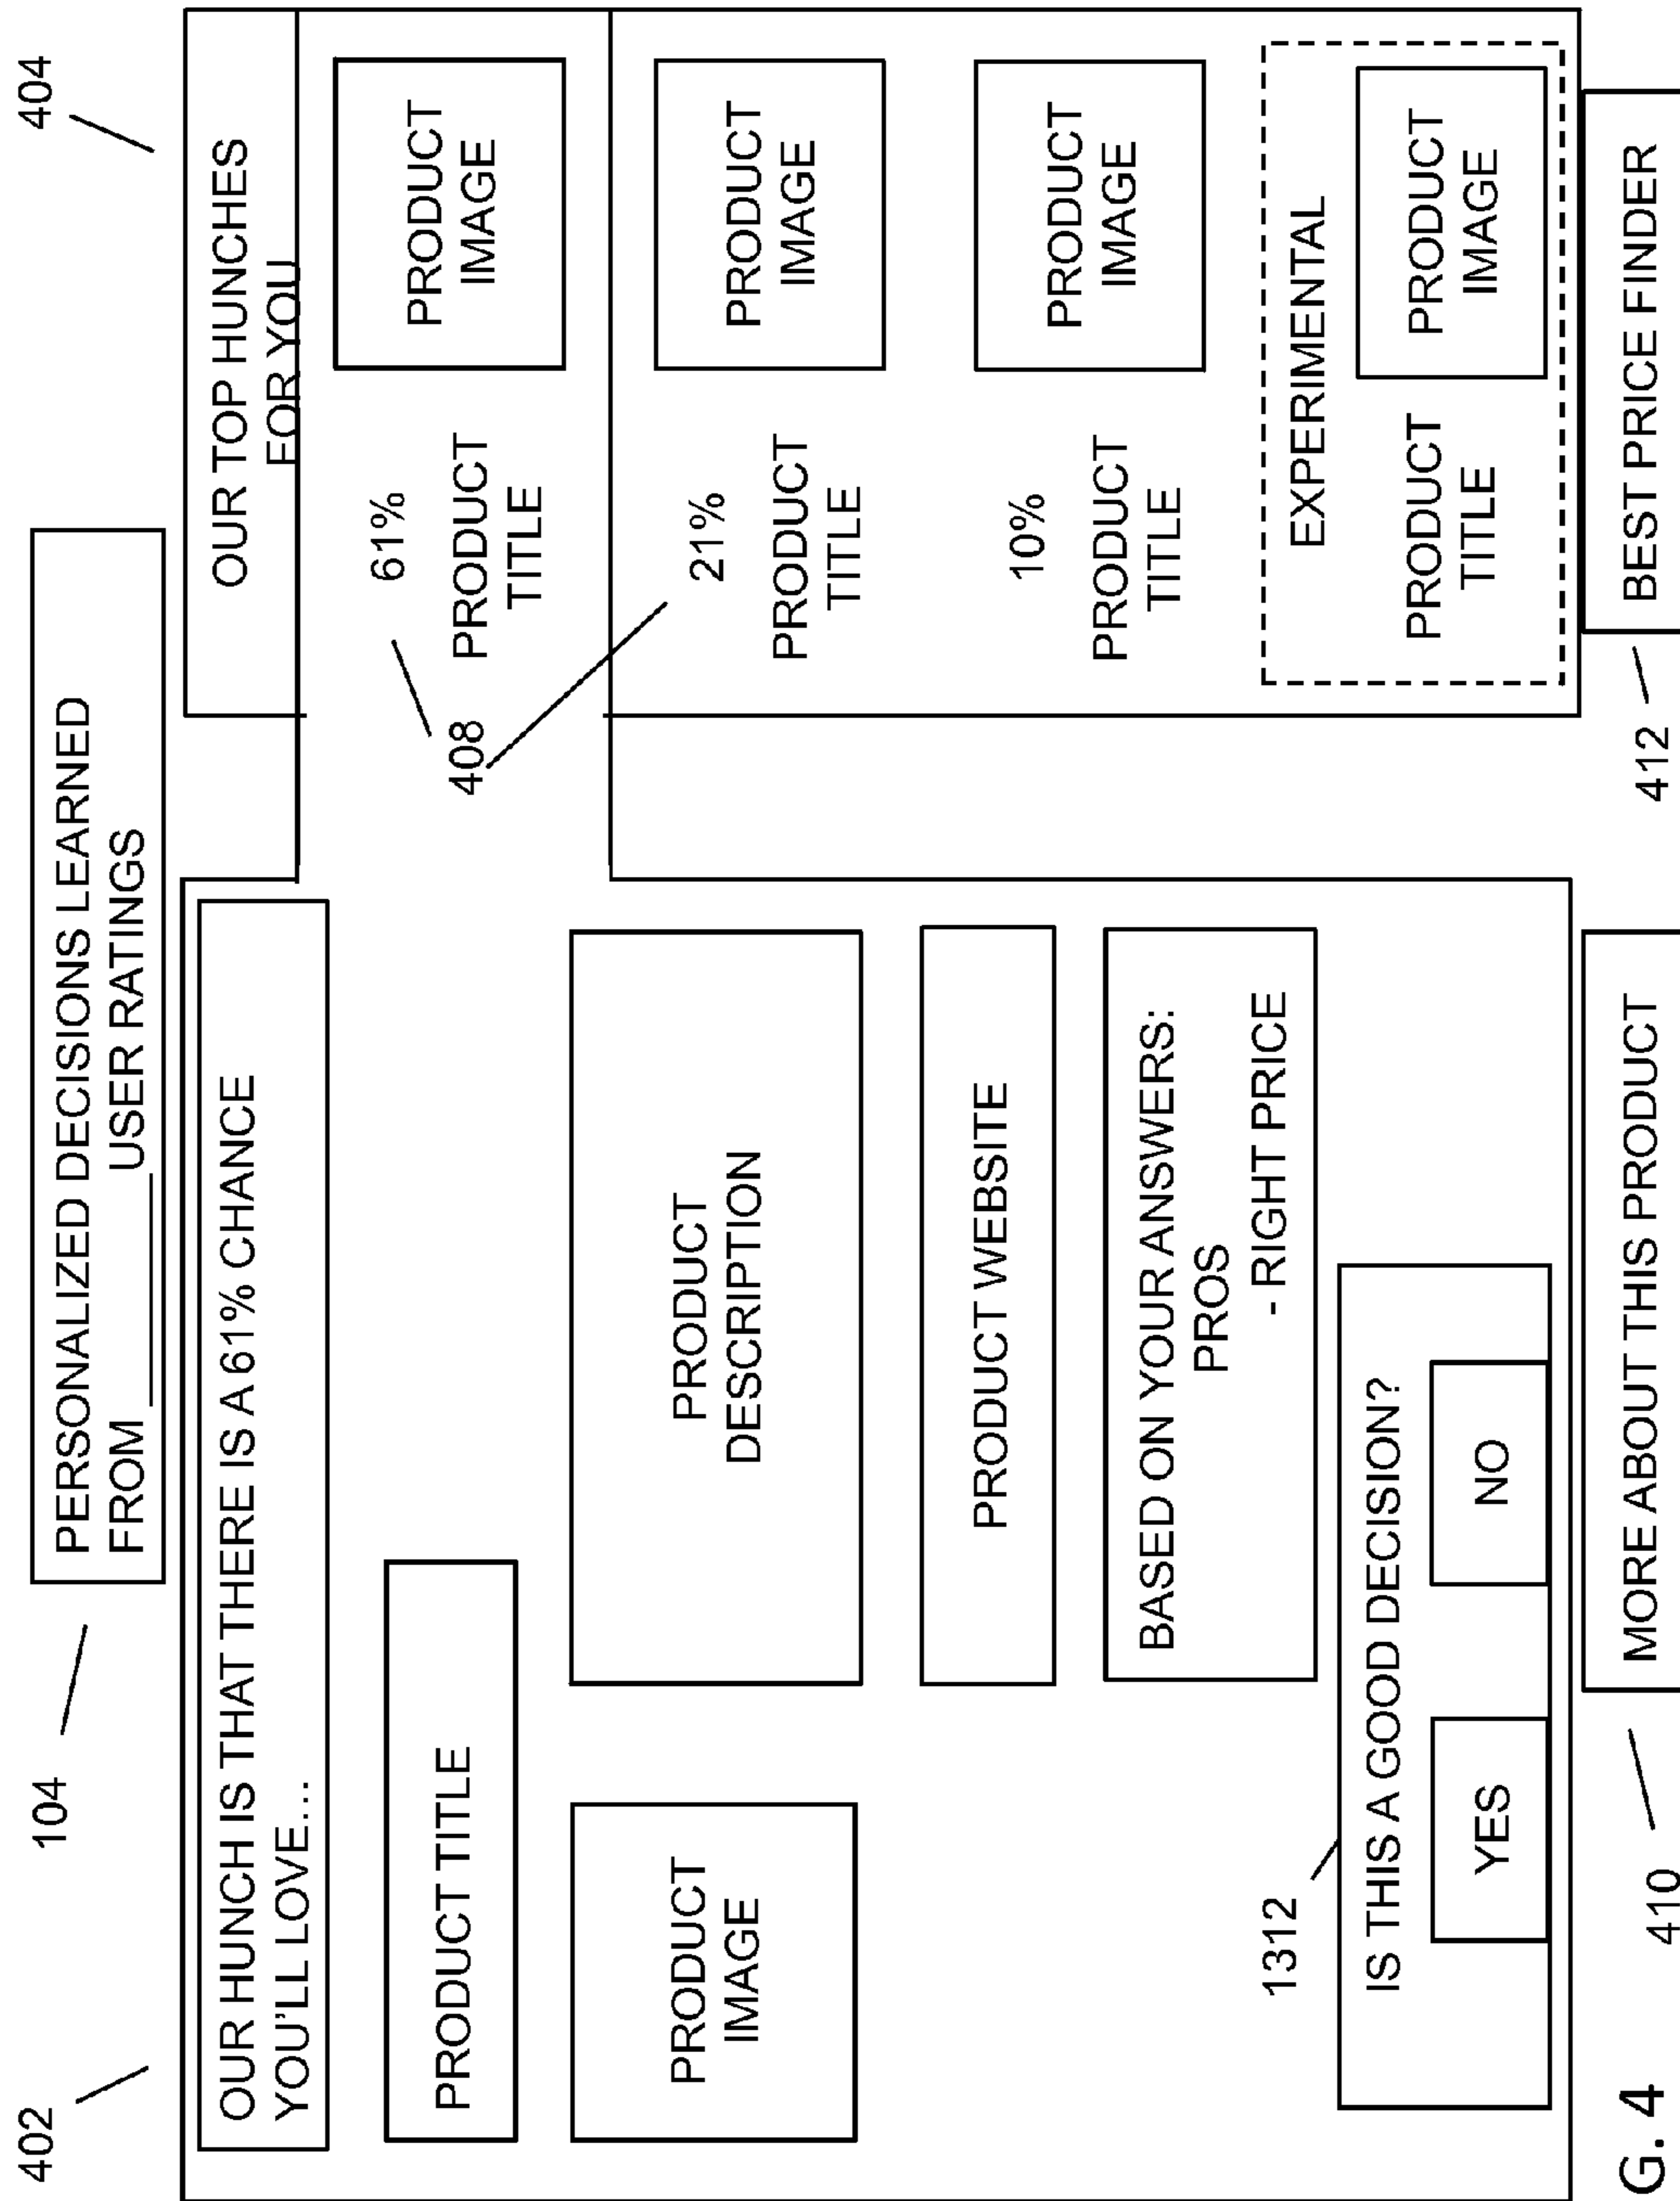 PERSONALIZED DECISIONS LEARNED
FROM ________ USER RATINGS
104
402
OUR HUNCH IS THAT THERE IS A 61% CHANCE
YOU'LL LOVE...
PRODUCT TITLE
PRODUCT
IMAGE
PRODUCT
DESCRIPTION
PRODUCT WEBSITE
BASED ON YOUR ANSWERS:
PROS
- RIGHT PRICE
1312
IS THIS A GOOD DECISION?
YES
NO
404
OUR TOP HUNCHES
FOR YOU
408
61%
PRODUCT
TITLE
PRODUCT
IMAGE
21%
PRODUCT
TITLE
PRODUCT
IMAGE
10%
PRODUCT
TITLE
PRODUCT
IMAGE
EXPERIMENTAL
PRODUCT
TITLE
PRODUCT
IMAGE
410
MORE ABOUT THIS PRODUCT
412
BEST PRICE FINDER
G. 4